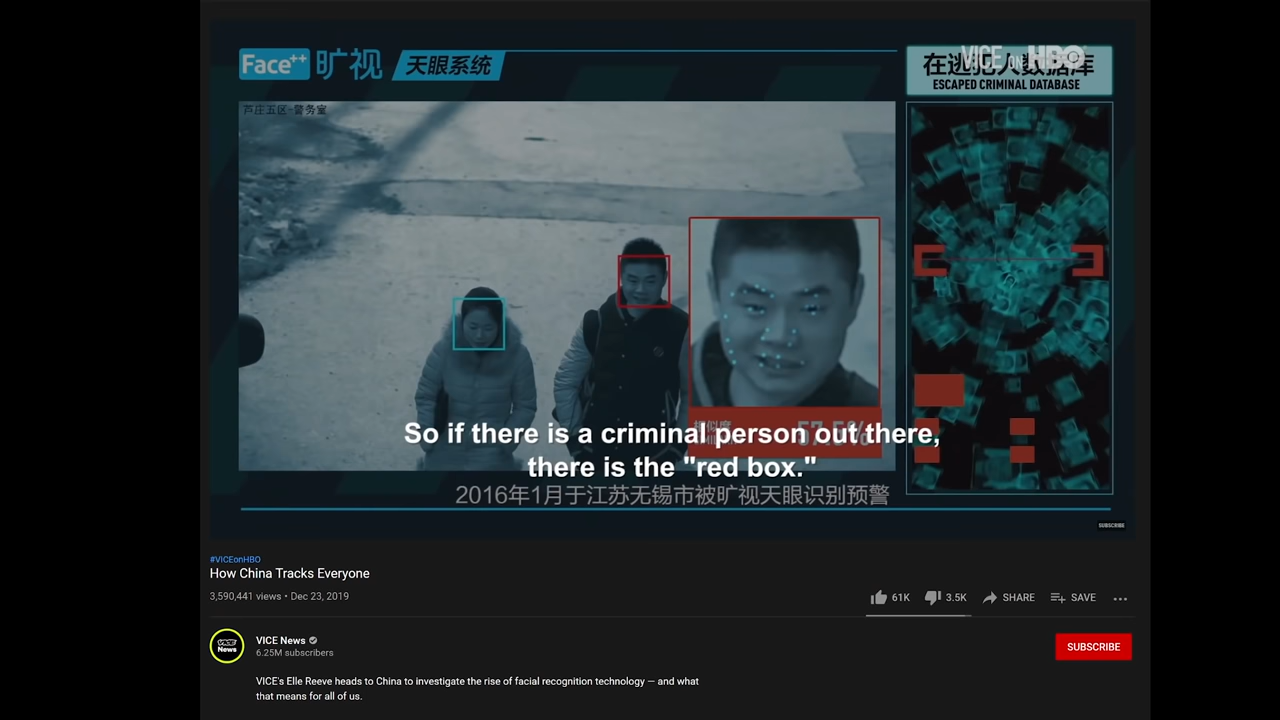 Face++ 旷视 天眼系统
VICE ON HBO
在逃犯人数据库
ESCAPED CRIMINAL DATABASE
芦庄五区-警务室
So if there is a criminal person out there,
there is the "red box."
2016年1月于江苏无锡市被旷视天眼识别预警
SUBSCRIBE
#VICEonHBO
How China Tracks Everyone
3,590,441 views • Dec 23, 2019
61K 3.5K SHARE SAVE
VICE News
VICE News
6.25M subscribers
SUBSCRIBE
VICE's Elle Reeve heads to China to investigate the rise of facial recognition technology — and what
that means for all of us.